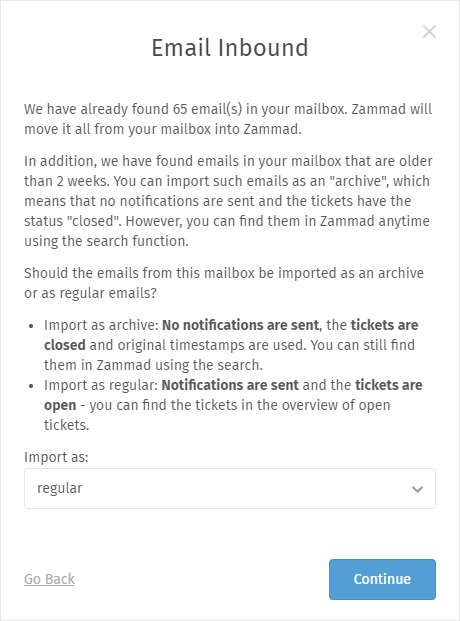 Email Inbound
We have already found 65 email(s) in your mailbox. Zammad will
move it all from your mailbox into Zammad.
In addition, we have found emails in your mailbox that are older
than 2 weeks. You can import such emails as an "archive", which
means that no notifications are sent and the tickets have the
status "closed". However, you can find them in Zammad anytime
using the search function.
Should the emails from this mailbox be imported as an archive
or as regular emails?
• Import as archive: No notifications are sent, the tickets are
closed and original timestamps are used. You can still find
them in Zammad using the search.
• Import as regular: Notifications are sent and the tickets are
open - you can find the tickets in the overview of open
tickets.
Import as:
regular
Go Back
Continue